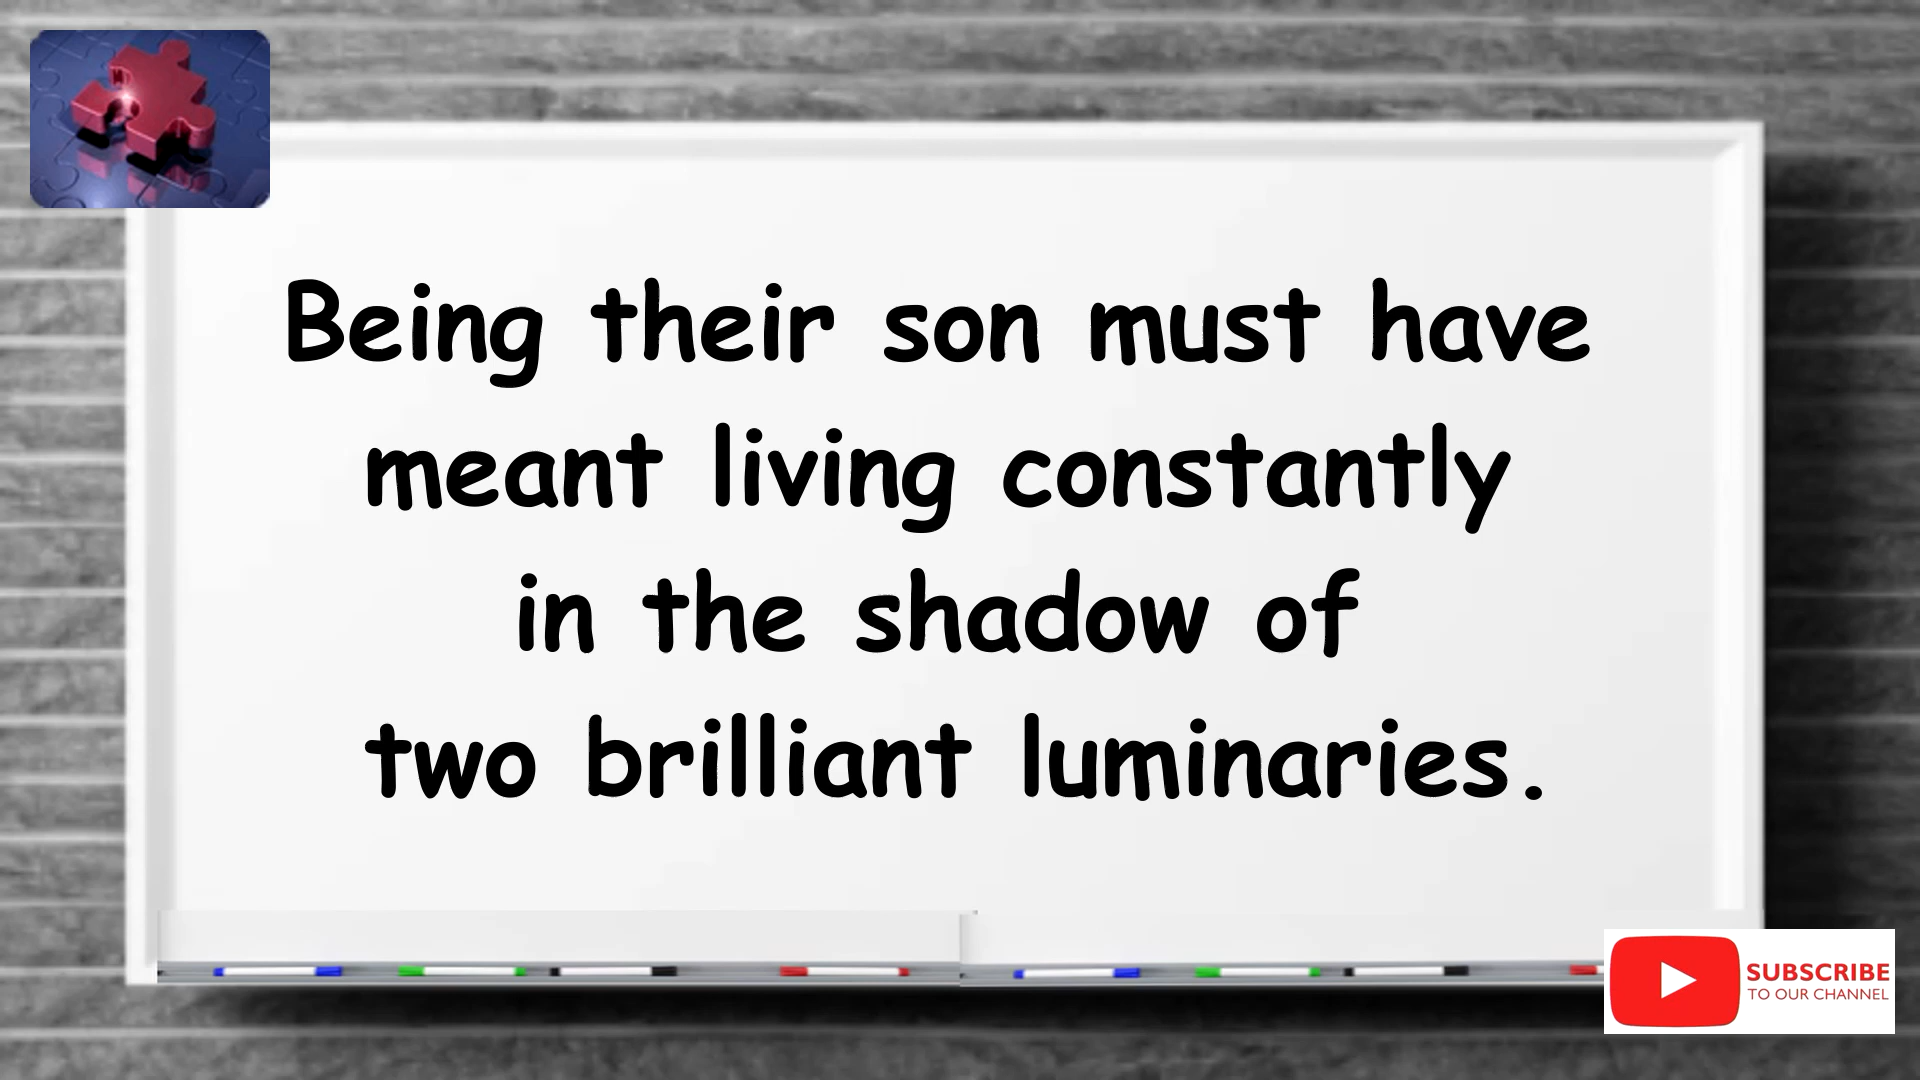 Being their son must have
meant living constantly
in the shadow of
two brilliant luminaries.
SUBSCRIBE
TO OUR CHANNEL